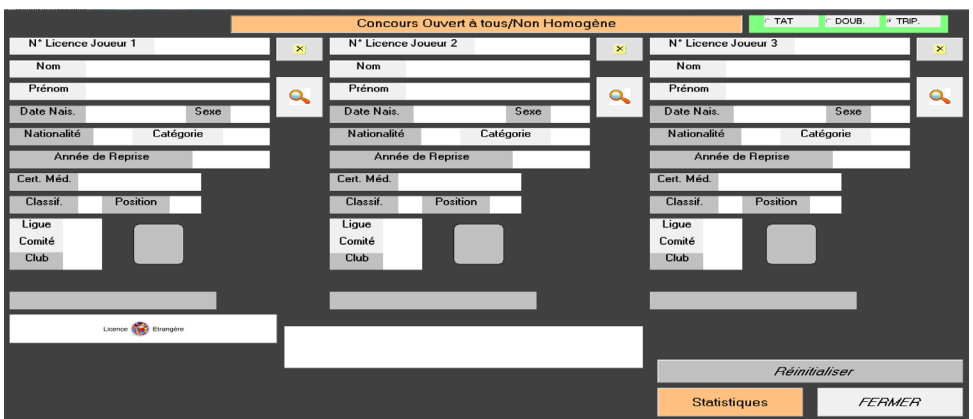 Concours Ouvert à tous/Non Homogène
TAT DOUB. TRIP.
N° Licence Joueur 1
Nom
Prénom
Date Nais. Sexe
Nationalité Catégorie
Année de Reprise
Cert. Méd.
Classif. Position
Ligue
Comité
Club
Licence Etrangère
N° Licence Joueur 2
Nom
Prénom
Date Nais. Sexe
Nationalité Catégorie
Année de Reprise
Cert. Méd.
Classif. Position
Ligue
Comité
Club
N° Licence Joueur 3
Nom
Prénom
Date Nais. Sexe
Nationalité Catégorie
Année de Reprise
Cert. Méd.
Classif. Position
Ligue
Comité
Club
Réinitialiser
Statistiques FERMER